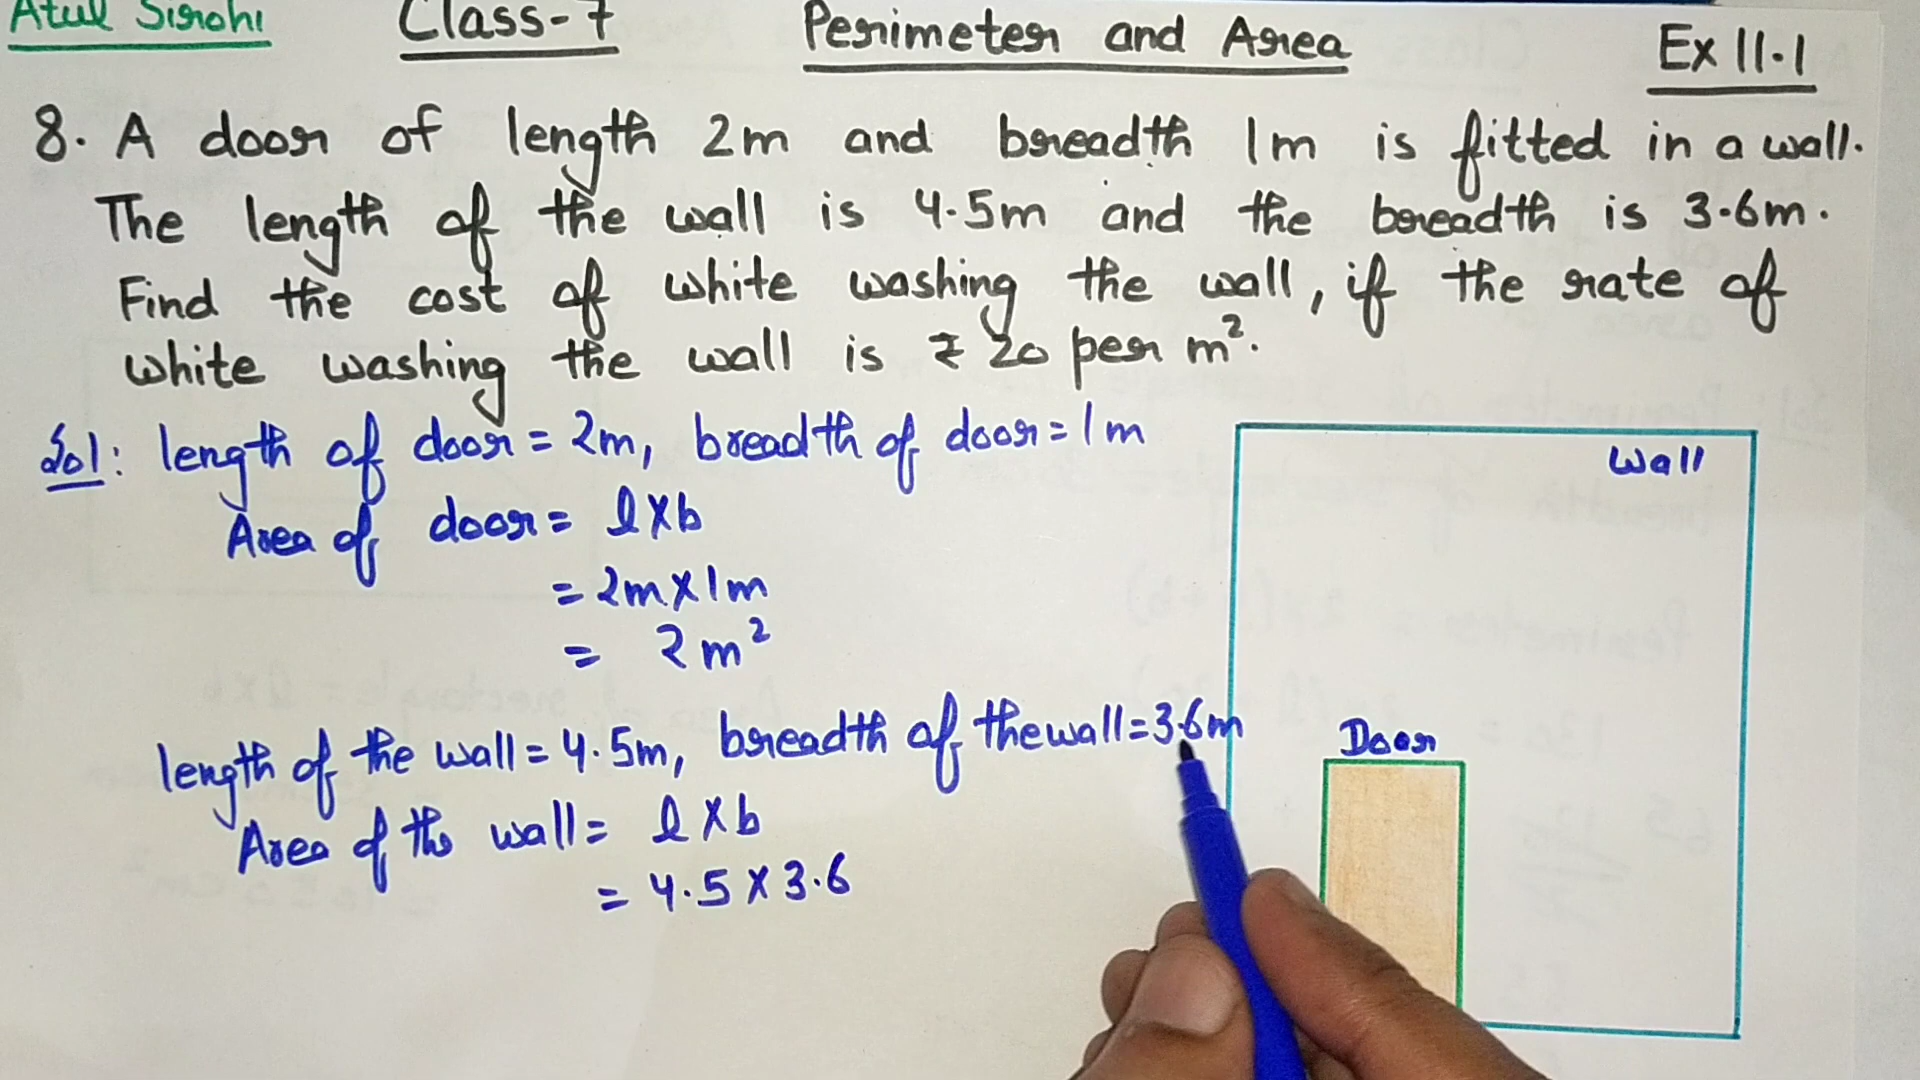 Atul Sirohi Class-7 Perimeter and Area Ex 11.1
8. A door of length 2m and breadth 1m is fitted in a wall.
The length of the wall is 4.5m and the breadth is 3.6m.
Find the cost of white washing the wall, if the rate of
white washing the wall is ₹ 20 per m².
Sol: length of door = 2m, breadth of door = 1m
Area of door = l×b
= 2m×1m
= 2m²
length of the wall = 4.5m, breadth of the wall = 3.6m
Area of the wall = l×b
= 4.5×3.6
Wall
Door